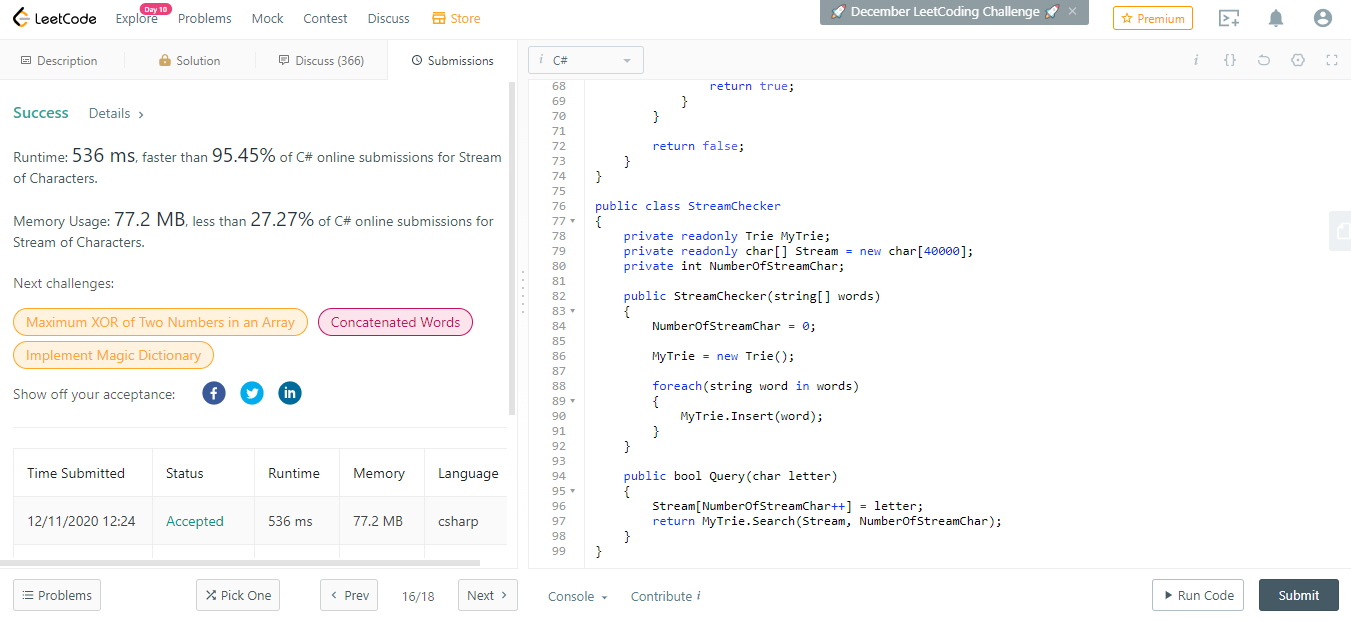 LeetCode
Explore
Day 10
Problems
Mock
Contest
Discuss
Store
🚀 December LeetCoding Challenge 🚀 ×
Premium
Description
Solution
Discuss (366)
Submissions
i C#
i {}
Success Details ›
Runtime: 536 ms, faster than 95.45% of C# online submissions for Stream
of Characters.
Memory Usage: 77.2 MB, less than 27.27% of C# online submissions for
Stream of Characters.
Next challenges:
Maximum XOR of Two Numbers in an Array
Concatenated Words
Implement Magic Dictionary
Show off your acceptance:
Time Submitted Status Runtime Memory Language
12/11/2020 12:24 Accepted 536 ms 77.2 MB csharp
68 return true;
69 }
70 }
71
72 return false;
73 }
74 }
75
76 public class StreamChecker
77 {
78 private readonly Trie MyTrie;
79 private readonly char[] Stream = new char[40000];
80 private int NumberOfStreamChar;
81
82 public StreamChecker(string[] words)
83 {
84 NumberOfStreamChar = 0;
85
86 MyTrie = new Trie();
87
88 foreach(string word in words)
89 {
90 MyTrie.Insert(word);
91 }
92 }
93
94 public bool Query(char letter)
95 {
96 Stream[NumberOfStreamChar++] = letter;
97 return MyTrie.Search(Stream, NumberOfStreamChar);
98 }
99 }
Problems
Pick One
‹ Prev
16/18
Next ›
Console
Contribute i
Run Code
Submit